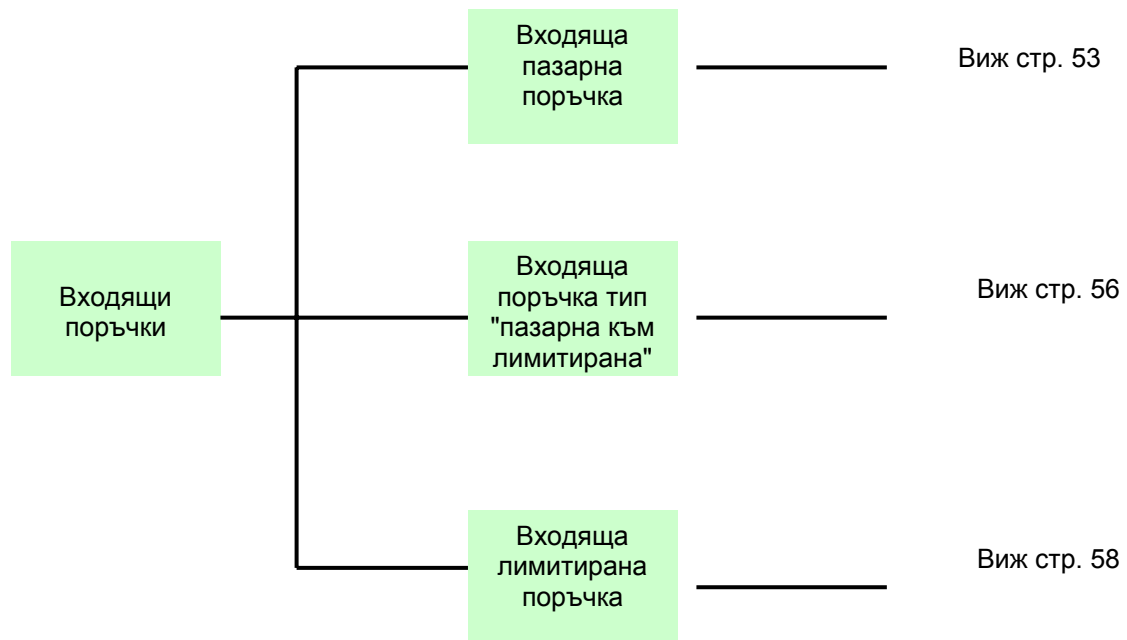 Входяща
пазарна
поръчка
Виж стр. 53
Входящи
поръчки
Входяща
поръчка тип
"пазарна към
лимитирана"
Виж стр. 56
Входяща
лимитирана
поръчка
Виж стр. 58